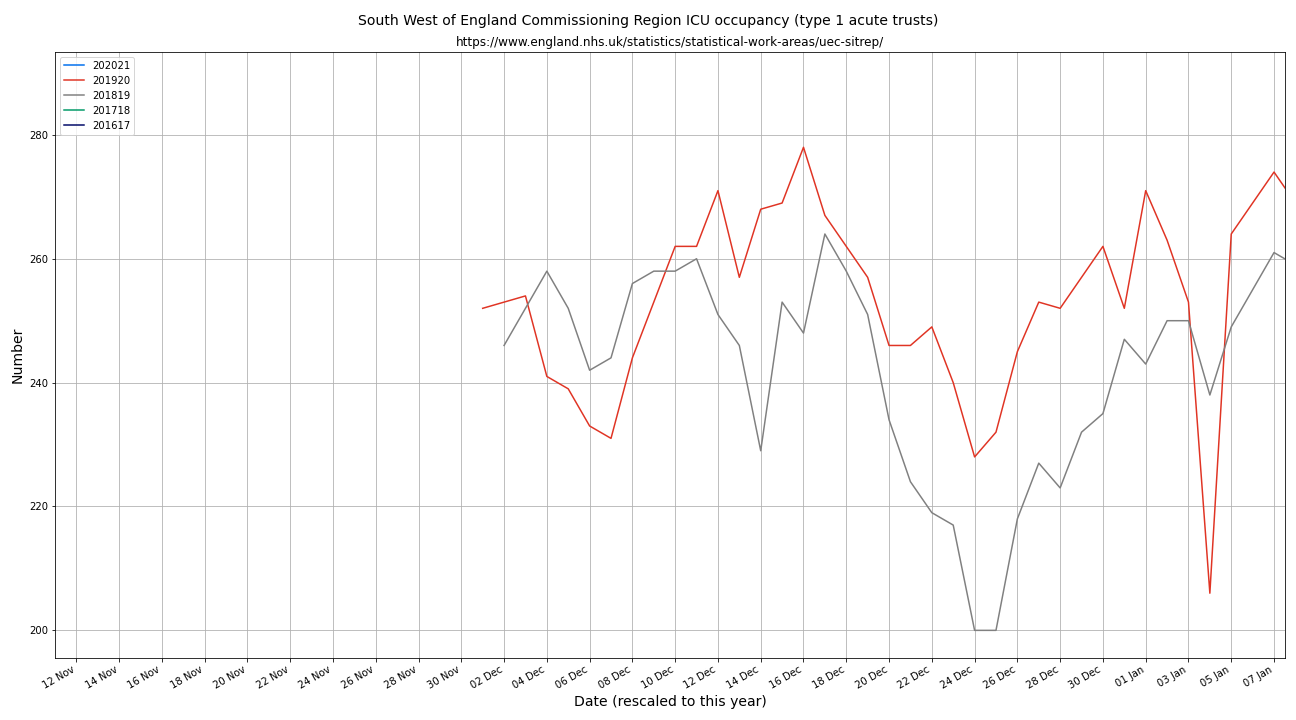 South West of England Commissioning Region ICU occupancy (type 1 acute trusts)
https://www.england.nhs.uk/statistics/statistical-work-areas/uec-sitrep/
202021
201920
201819
201718
201617
280
260
240
220
200
Number
12 Nov
14 Nov
16 Nov
18 Nov
20 Nov
22 Nov
24 Nov
26 Nov
28 Nov
30 Nov
02 Dec
04 Dec
06 Dec
08 Dec
10 Dec
12 Dec
14 Dec
16 Dec
18 Dec
20 Dec
22 Dec
24 Dec
26 Dec
28 Dec
30 Dec
01 Jan
03 Jan
05 Jan
07 Jan
Date (rescaled to this year)